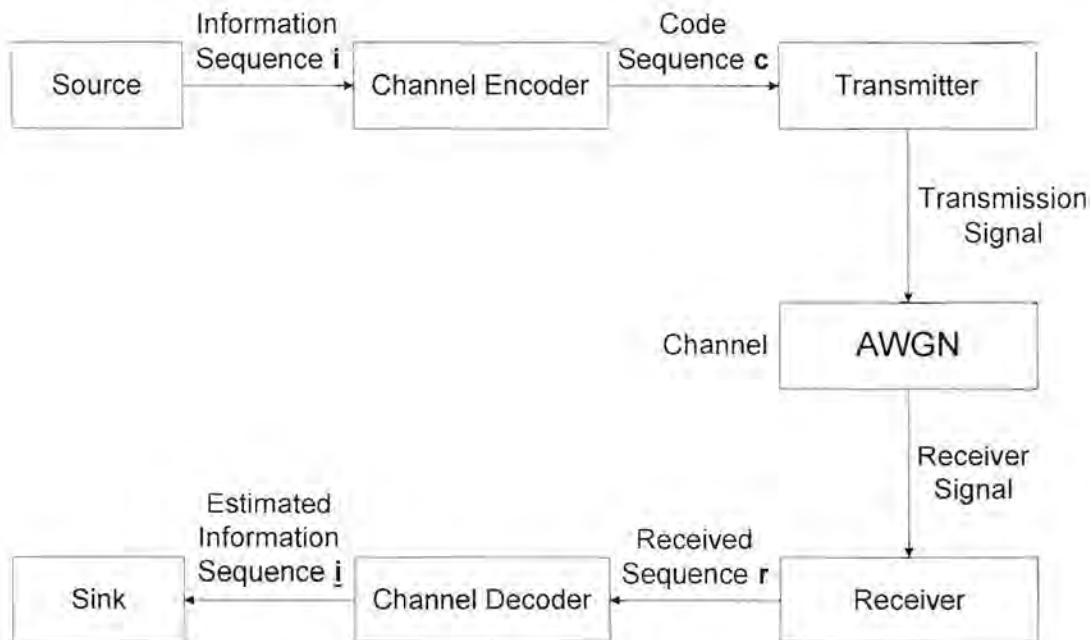 Information
Sequence i
Code
Sequence c
Source
Channel Encoder
Transmitter
Transmission
Signal
Channel
AWGN
Receiver
Signal
Estimated
Information
Sequence i
Received
Sequence r
Sink
Channel Decoder
Receiver